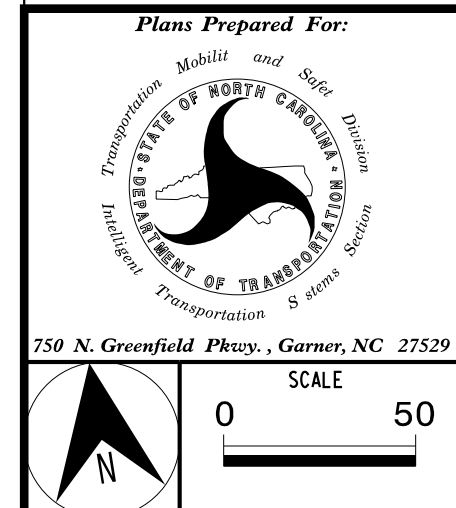 Plans Prepared For:
Transportation Mobilit and Safet Division
STATE OF NORTH CAROLINA
DEPARTMENT OF TRANSPORTATION
Intelligent Transportation S stems Section
750 N. Greenfield Pkwy. , Garner, NC 27529
N
SCALE
0 50